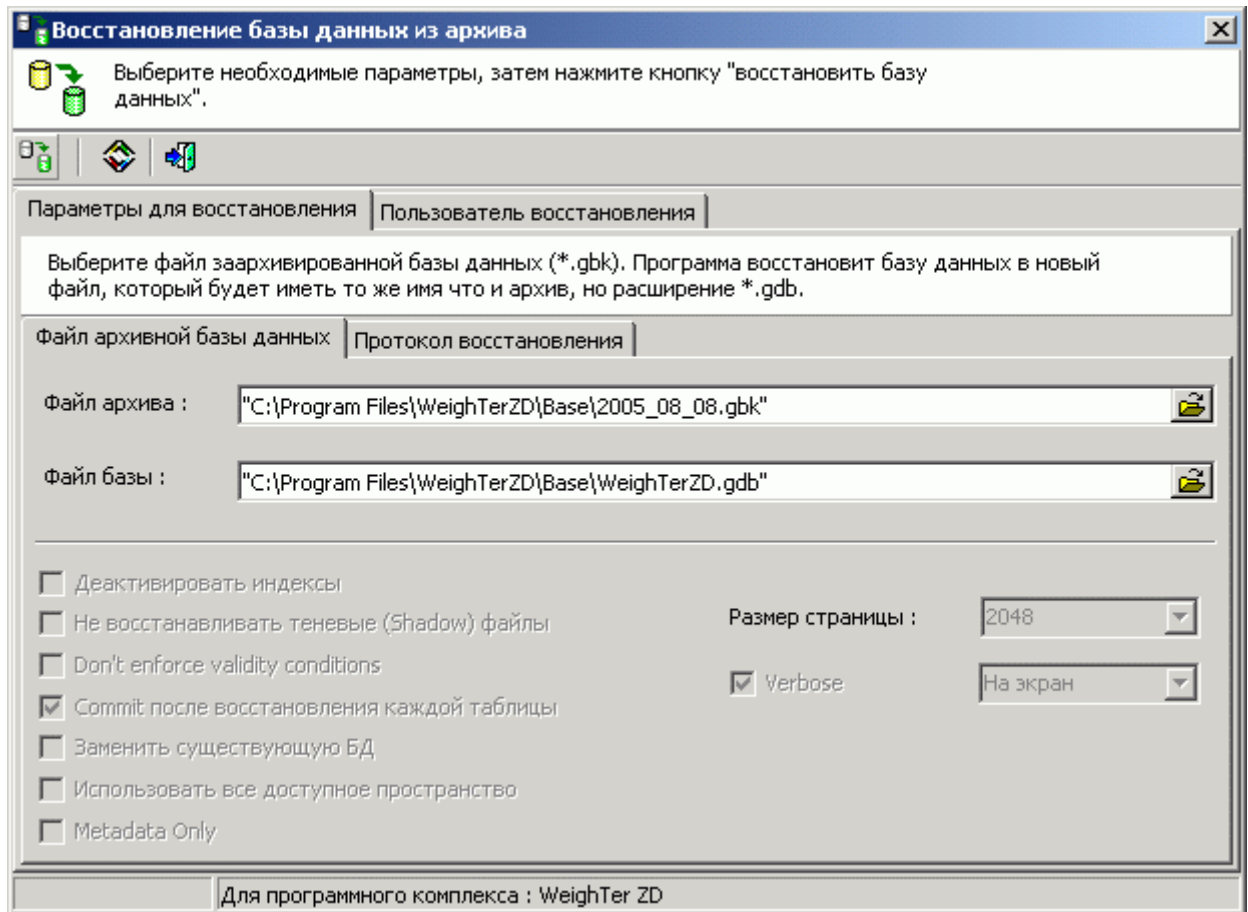 Восстановление базы данных из архива
Выберите необходимые параметры, затем нажмите кнопку "восстановить базу
данных".
Параметры для восстановления
Пользователь восстановления
Выберите файл заархивированной базы данных (*.gbk). Программа восстановит базу данных в новый
файл, который будет иметь то же имя что и архив, но расширение *.gdb.
Файл архивной базы данных
Протокол восстановления
Файл архива :
"C:\Program Files\WeighTerZD\Base\2005_08_08.gbk"
Файл базы :
"C:\Program Files\WeighTerZD\Base\WeighTerZD.gdb"
Деактивировать индексы
Не восстанавливать теневые (Shadow) файлы
Don't enforce validity conditions
Commit после восстановления каждой таблицы
Заменить существующую БД
Использовать все доступное пространство
Metadata Only
Размер страницы :
2048
Verbose
На экран
Для программного комплекса : WeighTer ZD